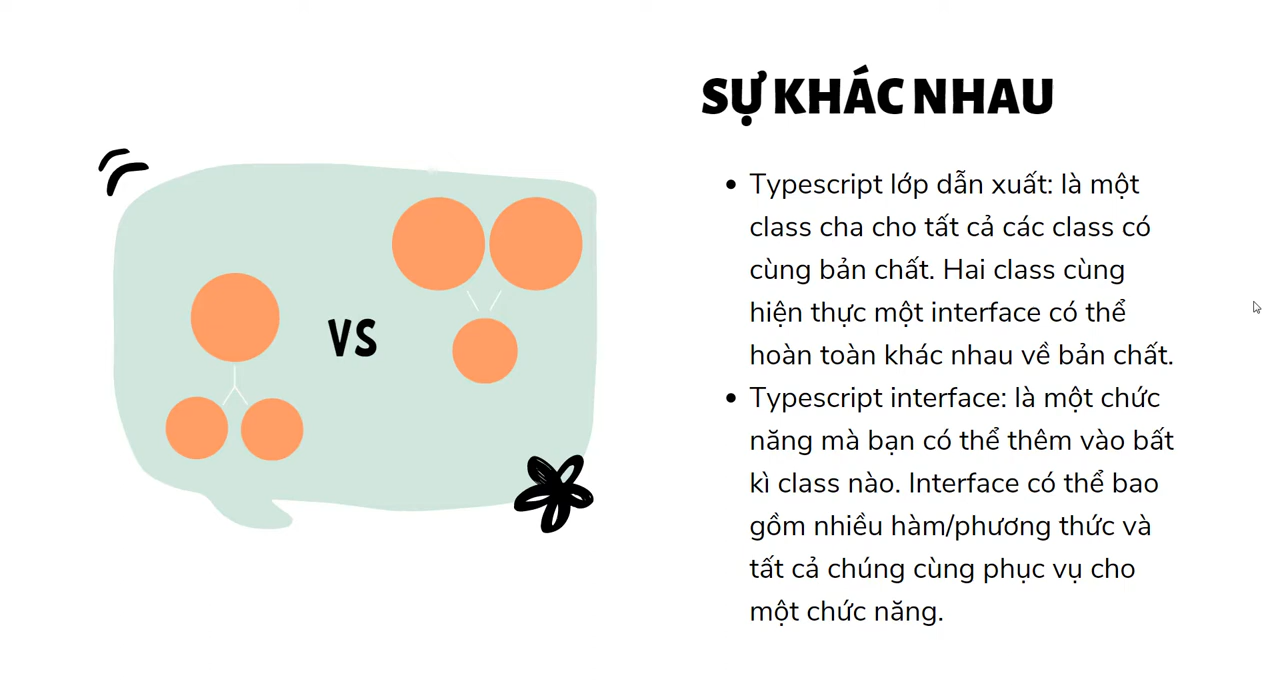 SỰ KHÁC NHAU
VS
• Typescript lớp dẫn xuất: là một
class cha cho tất cả các class có
cùng bản chất. Hai class cùng
hiện thực một interface có thể
hoàn toàn khác nhau về bản chất.
• Typescript interface: là một chức
năng mà bạn có thể thêm vào bất
kì class nào. Interface có thể bao
gồm nhiều hàm/phương thức và
tất cả chúng cùng phục vụ cho
một chức năng.